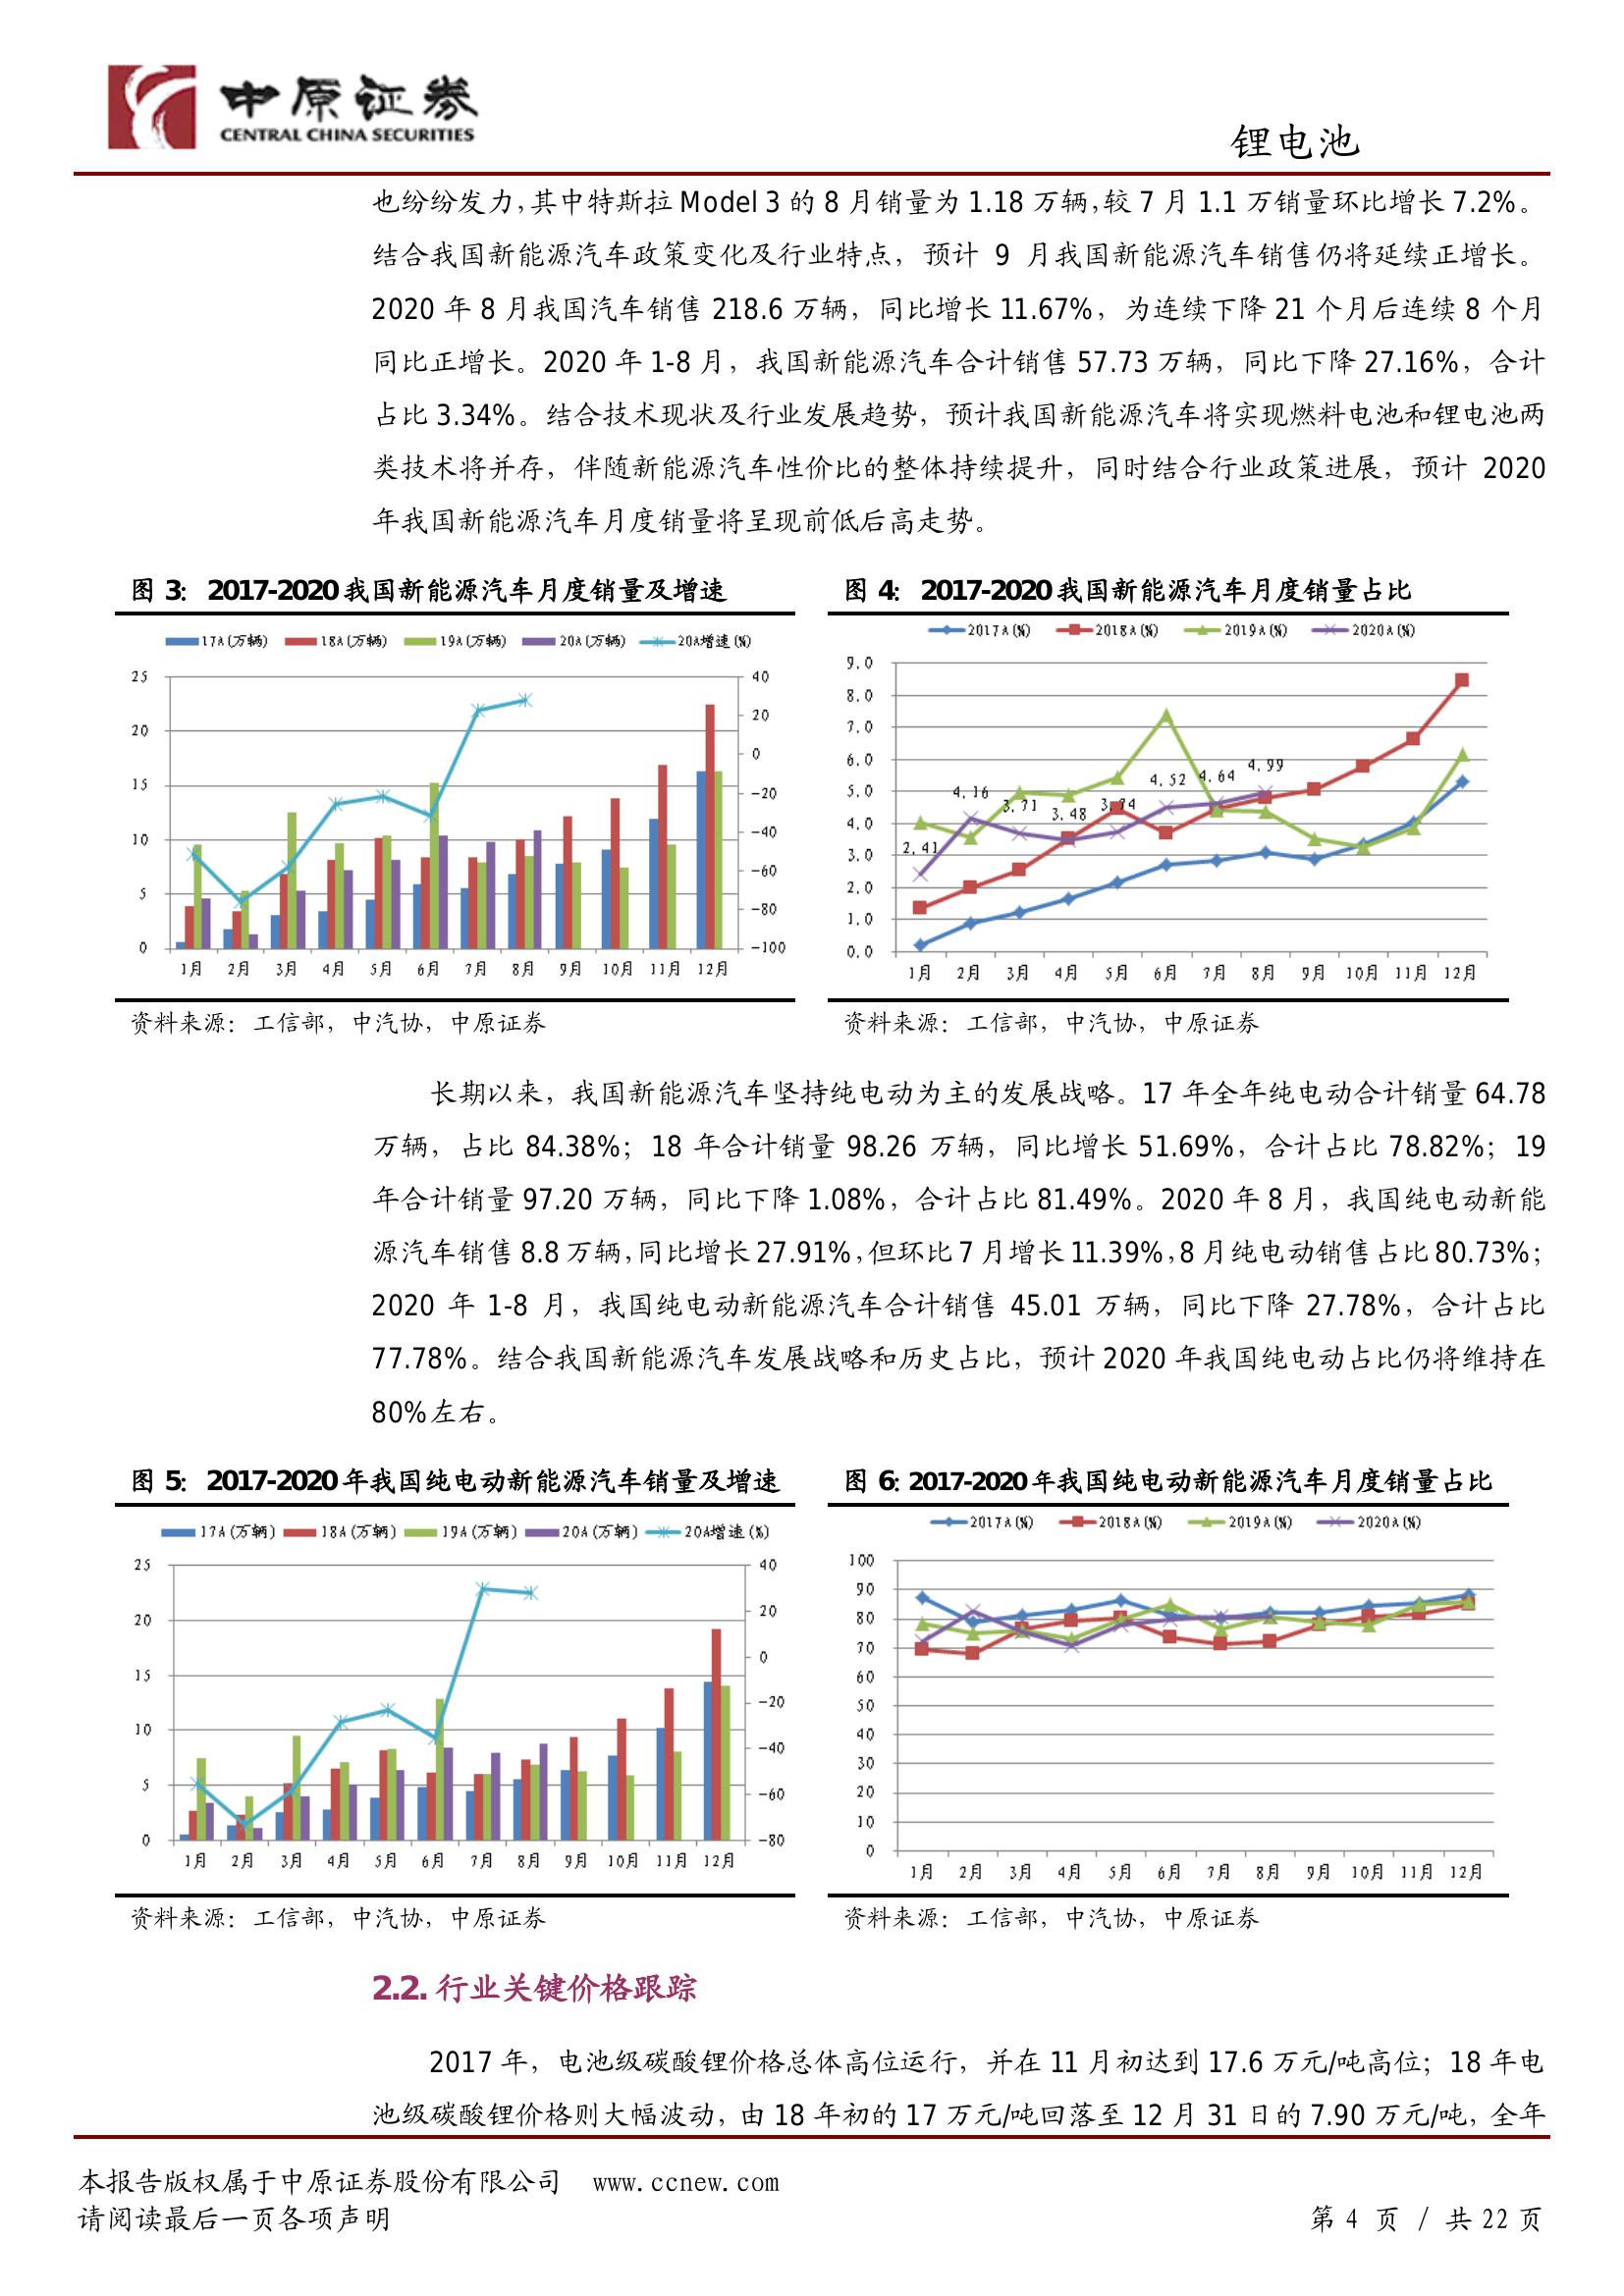 中原证券
CENTRAL CHINA SECURITIES
锂电池
也纷纷发力,其中特斯拉 Model 3 的 8 月销量为 1.18 万辆,较 7 月 1.1 万销量环比增长 7.2%。
结合我国新能源汽车政策变化及行业特点，预计 9 月我国新能源汽车销售仍将延续正增长。
2020 年 8 月我国汽车销售 218.6 万辆，同比增长 11.67%，为连续下降 21 个月后连续 8 个月
同比正增长。2020 年 1-8 月，我国新能源汽车合计销售 57.73 万辆，同比下降 27.16%，合计
占比 3.34%。结合技术现状及行业发展趋势，预计我国新能源汽车将实现燃料电池和锂电池两
类技术将并存，伴随新能源汽车性价比的整体持续提升，同时结合行业政策进展，预计 2020
年我国新能源汽车月度销量将呈现前低后高走势。
图 3： 2017-2020 我国新能源汽车月度销量及增速
17A(万辆) 18A(万辆) 19A(万辆) 20A(万辆) 20A增速(%)
25 20 15 10 5 0
40 20 0 -20 -40 -60 -80 -100
1月 2月 3月 4月 5月 6月 7月 8月 9月 10月 11月 12月
资料来源：工信部，中汽协，中原证券
图 4： 2017-2020 我国新能源汽车月度销量占比
2017A(%) 2018A(%) 2019A(%) 2020A(%)
9.0 8.0 7.0 6.0 5.0 4.0 3.0 2.0 1.0 0.0
2.41 4.16 3.71 3.48 3.74 4.52 4.64 4.99
1月 2月 3月 4月 5月 6月 7月 8月 9月 10月 11月 12月
资料来源：工信部，中汽协，中原证券
长期以来，我国新能源汽车坚持纯电动为主的发展战略。17 年全年纯电动合计销量 64.78
万辆，占比 84.38%；18 年合计销量 98.26 万辆，同比增长 51.69%，合计占比 78.82%；19
年合计销量 97.20 万辆，同比下降 1.08%，合计占比 81.49%。2020 年 8 月，我国纯电动新能
源汽车销售 8.8 万辆,同比增长 27.91%,但环比 7 月增长 11.39%,8 月纯电动销售占比 80.73%；
2020 年 1-8 月，我国纯电动新能源汽车合计销售 45.01 万辆，同比下降 27.78%，合计占比
77.78%。结合我国新能源汽车发展战略和历史占比，预计 2020 年我国纯电动占比仍将维持在
80%左右。
图 5： 2017-2020 年我国纯电动新能源汽车销量及增速
17A(万辆) 18A(万辆) 19A(万辆) 20A(万辆) 20A增速(%)
25 20 15 10 5 0
40 20 0 -20 -40 -60 -80
1月 2月 3月 4月 5月 6月 7月 8月 9月 10月 11月 12月
资料来源：工信部，中汽协，中原证券
图 6: 2017-2020 年我国纯电动新能源汽车月度销量占比
2017A(%) 2018A(%) 2019A(%) 2020A(%)
100 90 80 70 60 50 40 30 20 10 0
1月 2月 3月 4月 5月 6月 7月 8月 9月 10月 11月 12月
资料来源：工信部，中汽协，中原证券
2.2. 行业关键价格跟踪
2017 年，电池级碳酸锂价格总体高位运行，并在 11 月初达到 17.6 万元/吨高位；18 年电
池级碳酸锂价格则大幅波动，由 18 年初的 17 万元/吨回落至 12 月 31 日的 7.90 万元/吨，全年
本报告版权属于中原证券股份有限公司 www.ccnew.com
请阅读最后一页各项声明
第 4 页 / 共 22 页